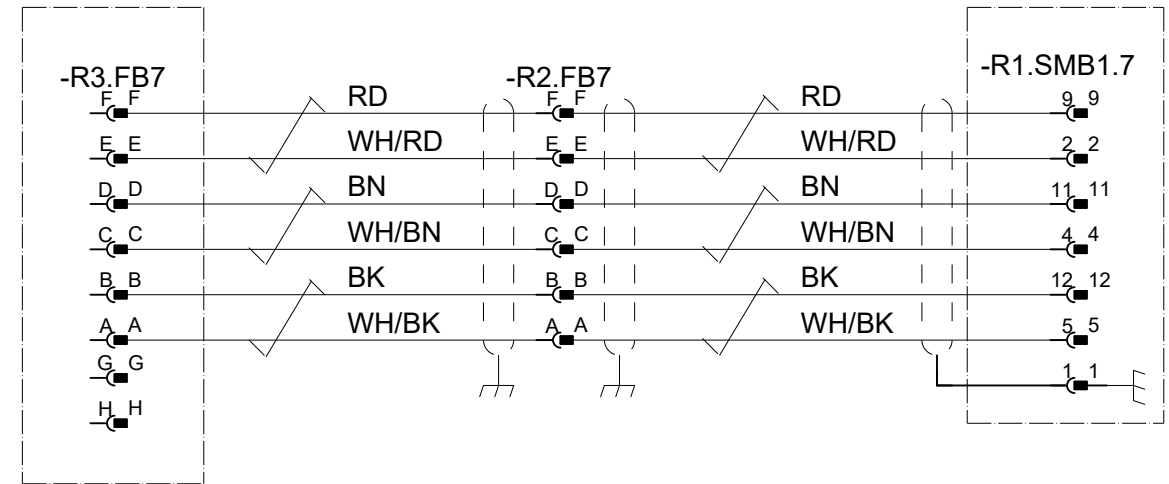 -R3.FB7 -R2.FB7 -R1.SMB1.7
F F RD F F RD 9 9
E E WH/RD E E WH/RD 2 2
D D BN D D BN 11 11
C C WH/BN C C WH/BN 4 4
B B BK B B BK 12 12
A A WH/BK A A WH/BK 5 5
G G 1 1
H H